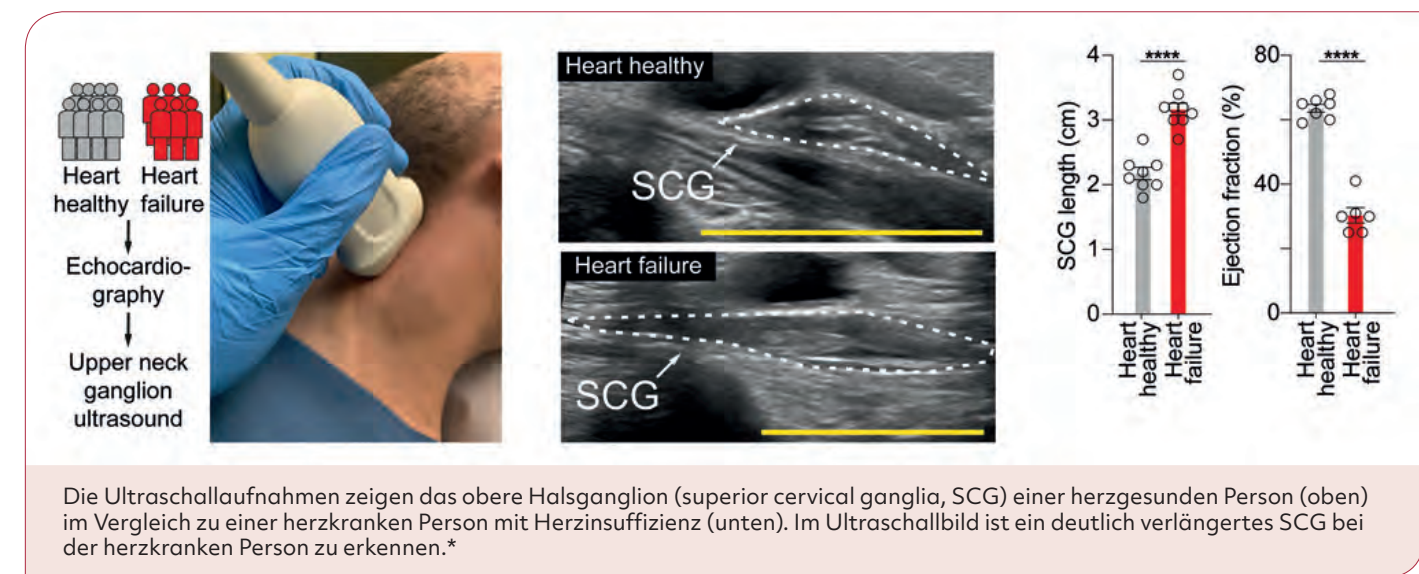 Heart
healthy
Heart
failure
Echocardio-
graphy
Upper neck
ganglion
ultrasound
Heart healthy
SCG
Heart failure
SCG
SCG length (cm)
4
3
2
1
0
****
Heart
healthy
Heart
failure
Ejection fraction (%)
80
40
0
****
Heart
healthy
Heart
failure
Die Ultraschallaufnahmen zeigen das obere Halsganglion (superior cervical ganglia, SCG) einer herzgesunden Person (oben)
im Vergleich zu einer herzkranken Person mit Herzinsuffizienz (unten). Im Ultraschallbild ist ein deutlich verlängertes SCG bei
der herzkranken Person zu erkennen.*